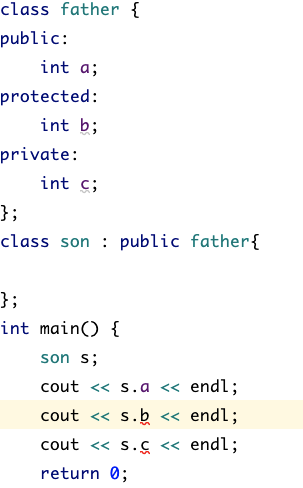 class father {
public:
    int a;
protected:
    int b;
private:
    int c;
};
class son : public father{

};
int main() {
    son s;
    cout << s.a << endl;
    cout << s.b << endl;
    cout << s.c << endl;
    return 0;